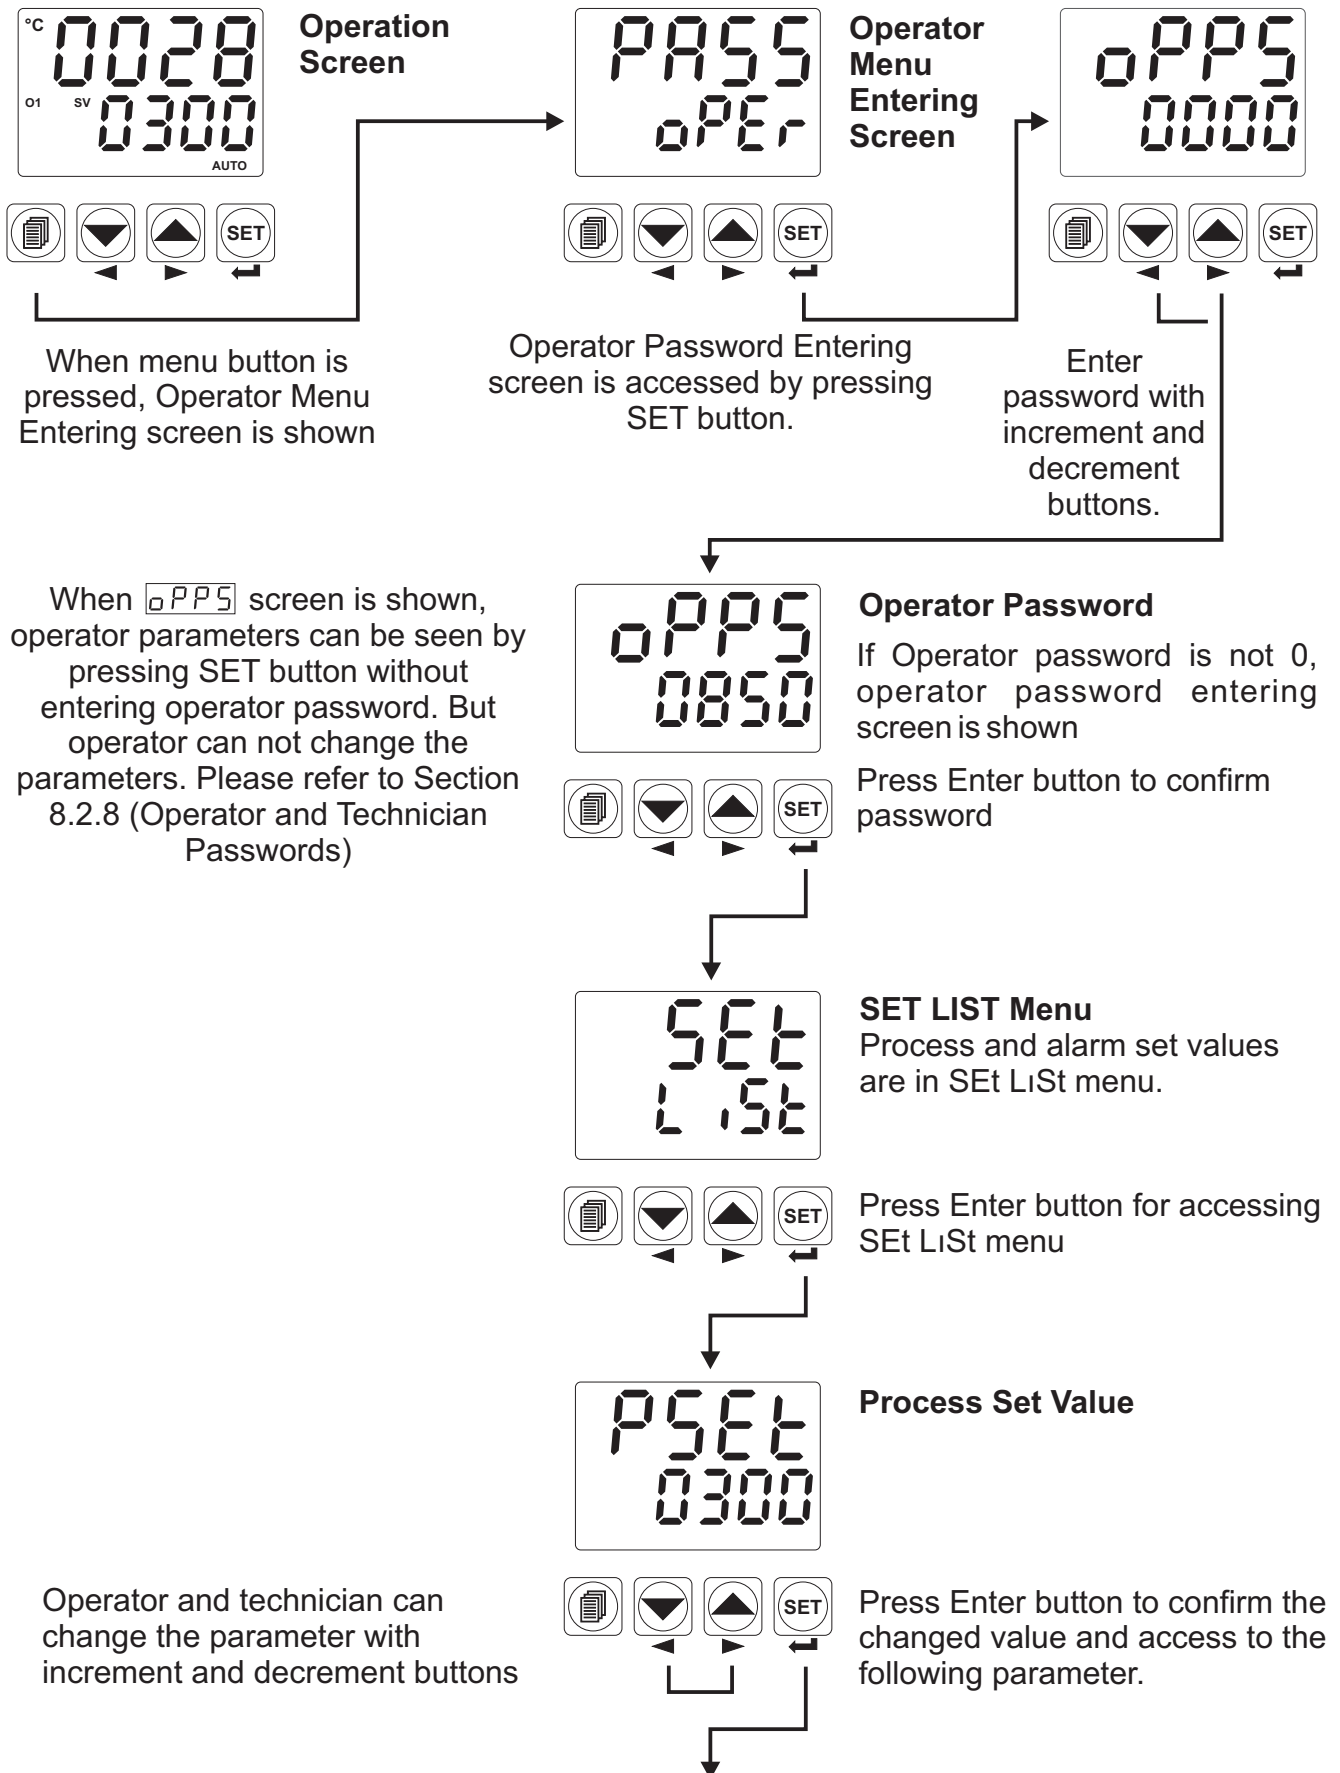 °C 0028
O1 SV 0300
AUTO
Operation
Screen
PASS
oPEr
Operator
Menu
Entering
Screen
oPPS
0000
SET
SET
SET
When menu button is
pressed, Operator Menu
Entering screen is shown
Operator Password Entering
screen is accessed by pressing
SET button.
Enter
password with
increment and
decrement
buttons.
When oPPS screen is shown,
operator parameters can be seen by
pressing SET button without
entering operator password. But
operator can not change the
parameters. Please refer to Section
8.2.8 (Operator and Technician
Passwords)
oPPS
0850
SET
Operator Password
If Operator password is not 0,
operator password entering
screen is shown
Press Enter button to confirm
password
SEt
LiSt
SET LIST Menu
Process and alarm set values
are in SEt LıSt menu.
SET
Press Enter button for accessing
SEt LıSt menu
PSEt
0300
Process Set Value
Operator and technician can
change the parameter with
increment and decrement buttons
SET
Press Enter button to confirm the
changed value and access to the
following parameter.